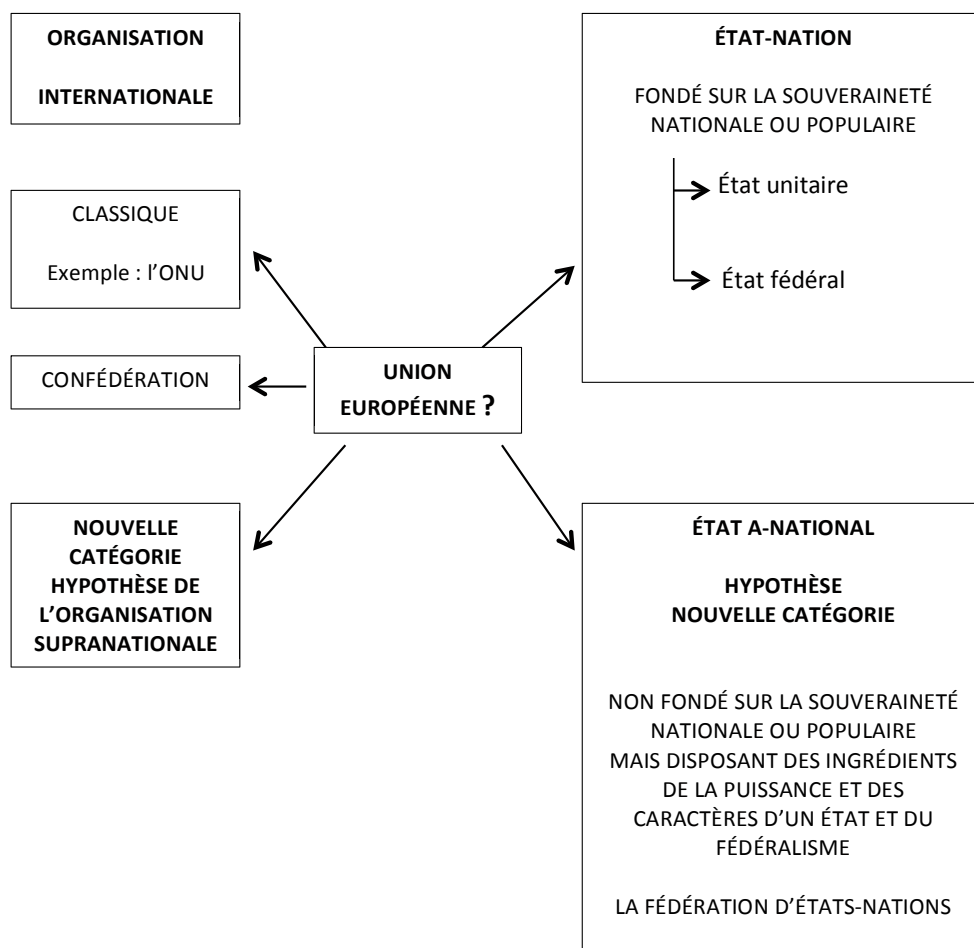 ORGANISATION
INTERNATIONALE
CLASSIQUE
Exemple : l’ONU
CONFÉDÉRATION
NOUVELLE
CATÉGORIE
HYPOTHÈSE DE
L’ORGANISATION
SUPRANATIONALE
UNION
EUROPÉENNE ?
ÉTAT-NATION
FONDÉ SUR LA SOUVERAINETÉ
NATIONALE OU POPULAIRE
État unitaire
État fédéral
ÉTAT A-NATIONAL
HYPOTHÈSE
NOUVELLE CATÉGORIE
NON FONDÉ SUR LA SOUVERAINETÉ
NATIONALE OU POPULAIRE
MAIS DISPOSANT DES INGRÉDIENTS
DE LA PUISSANCE ET DES
CARACTÈRES D’UN ÉTAT ET DU
FÉDÉRALISME
LA FÉDÉRATION D’ÉTATS-NATIONS